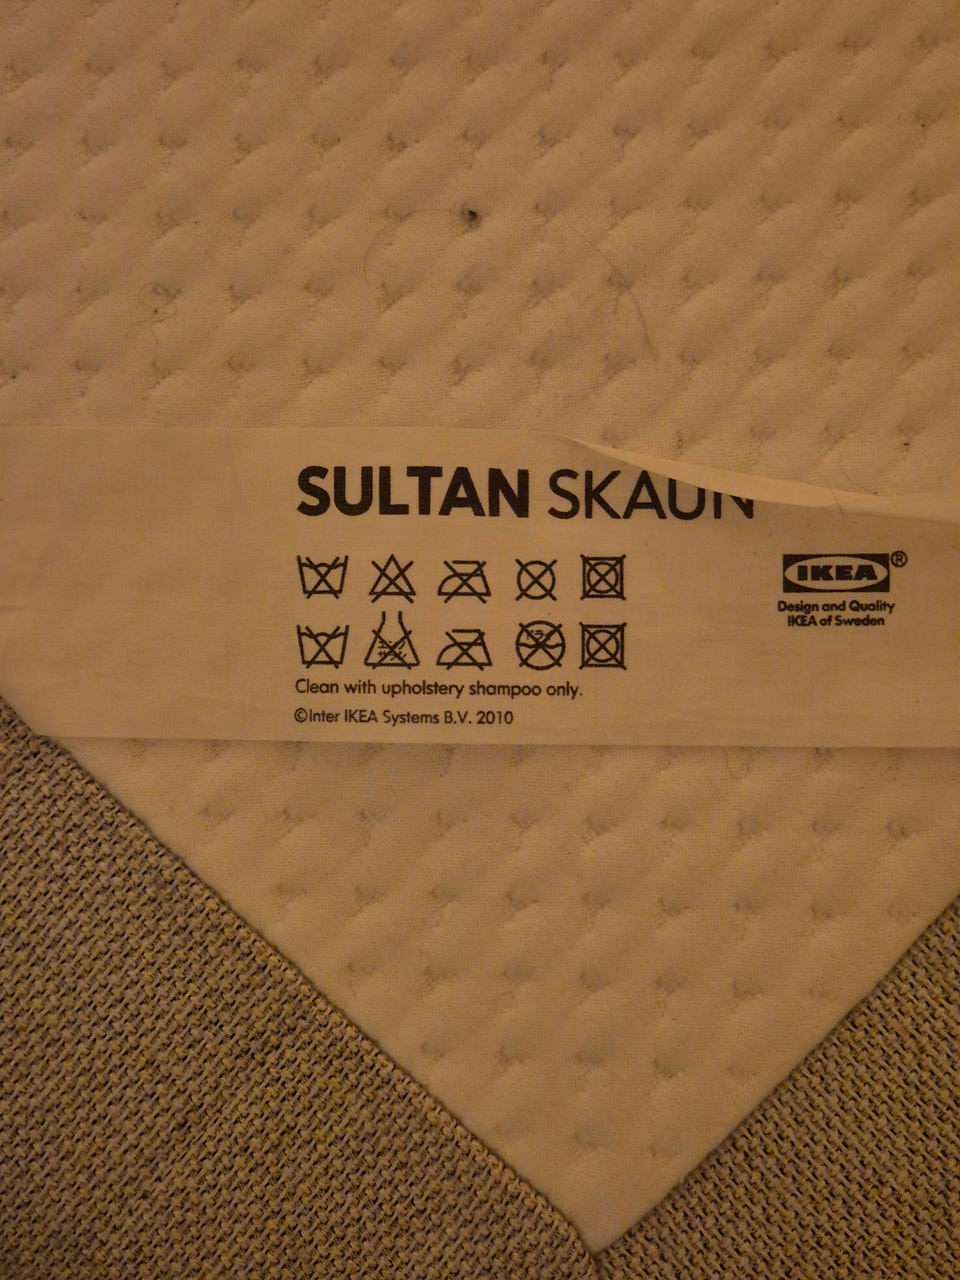 SULTAN SKAUN
IKEA®
Design and Quality
IKEA of Sweden
Clean with upholstery shampoo only.
©Inter IKEA Systems B.V. 2010